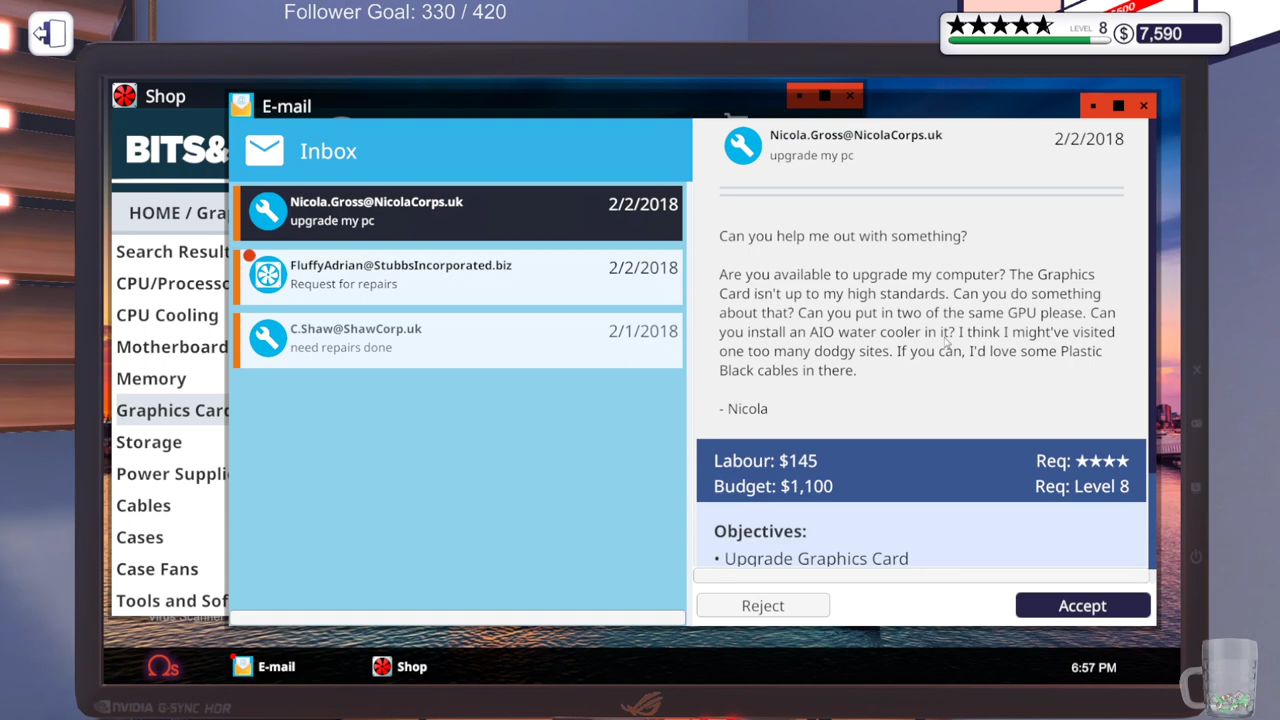 Follower Goal: 330 / 420
LEVEL 8
$ 7,590
Shop
E-mail
BITS&
Inbox
HOME / Gra
Search Result
CPU/Processo
CPU Cooling
Motherboard
Memory
Graphics Card
Storage
Power Suppli
Cables
Cases
Case Fans
Tools and Sof
Virus Scanner
Nicola.Gross@NicolaCorps.uk 2/2/2018
upgrade my pc
FluffyAdrian@StubbsIncorporated.biz 2/2/2018
Request for repairs
C.Shaw@ShawCorp.uk 2/1/2018
need repairs done
Nicola.Gross@NicolaCorps.uk 2/2/2018
upgrade my pc
Can you help me out with something?
Are you available to upgrade my computer? The Graphics
Card isn't up to my high standards. Can you do something
about that? Can you put in two of the same GPU please. Can
you install an AIO water cooler in it? I think I might've visited
one too many dodgy sites. If you can, I'd love some Plastic
Black cables in there.
- Nicola
Labour: $145 Req: ★★★★
Budget: $1,100 Req: Level 8
Objectives:
• Upgrade Graphics Card
Reject
Accept
E-mail
Shop
6:57 PM
NVIDIA G-SYNC HDR